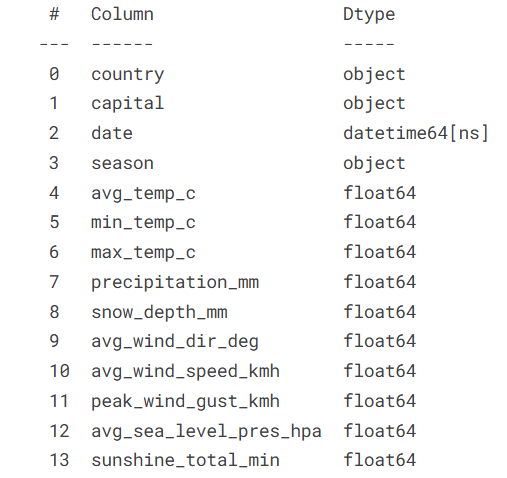 #   Column                 Dtype
---  ------                 -----
0   country                object
1   capital                object
2   date                   datetime64[ns]
3   season                 object
4   avg_temp_c             float64
5   min_temp_c             float64
6   max_temp_c             float64
7   precipitation_mm       float64
8   snow_depth_mm          float64
9   avg_wind_dir_deg       float64
10  avg_wind_speed_kmh     float64
11  peak_wind_gust_kmh     float64
12  avg_sea_level_pres_hpa float64
13  sunshine_total_min     float64